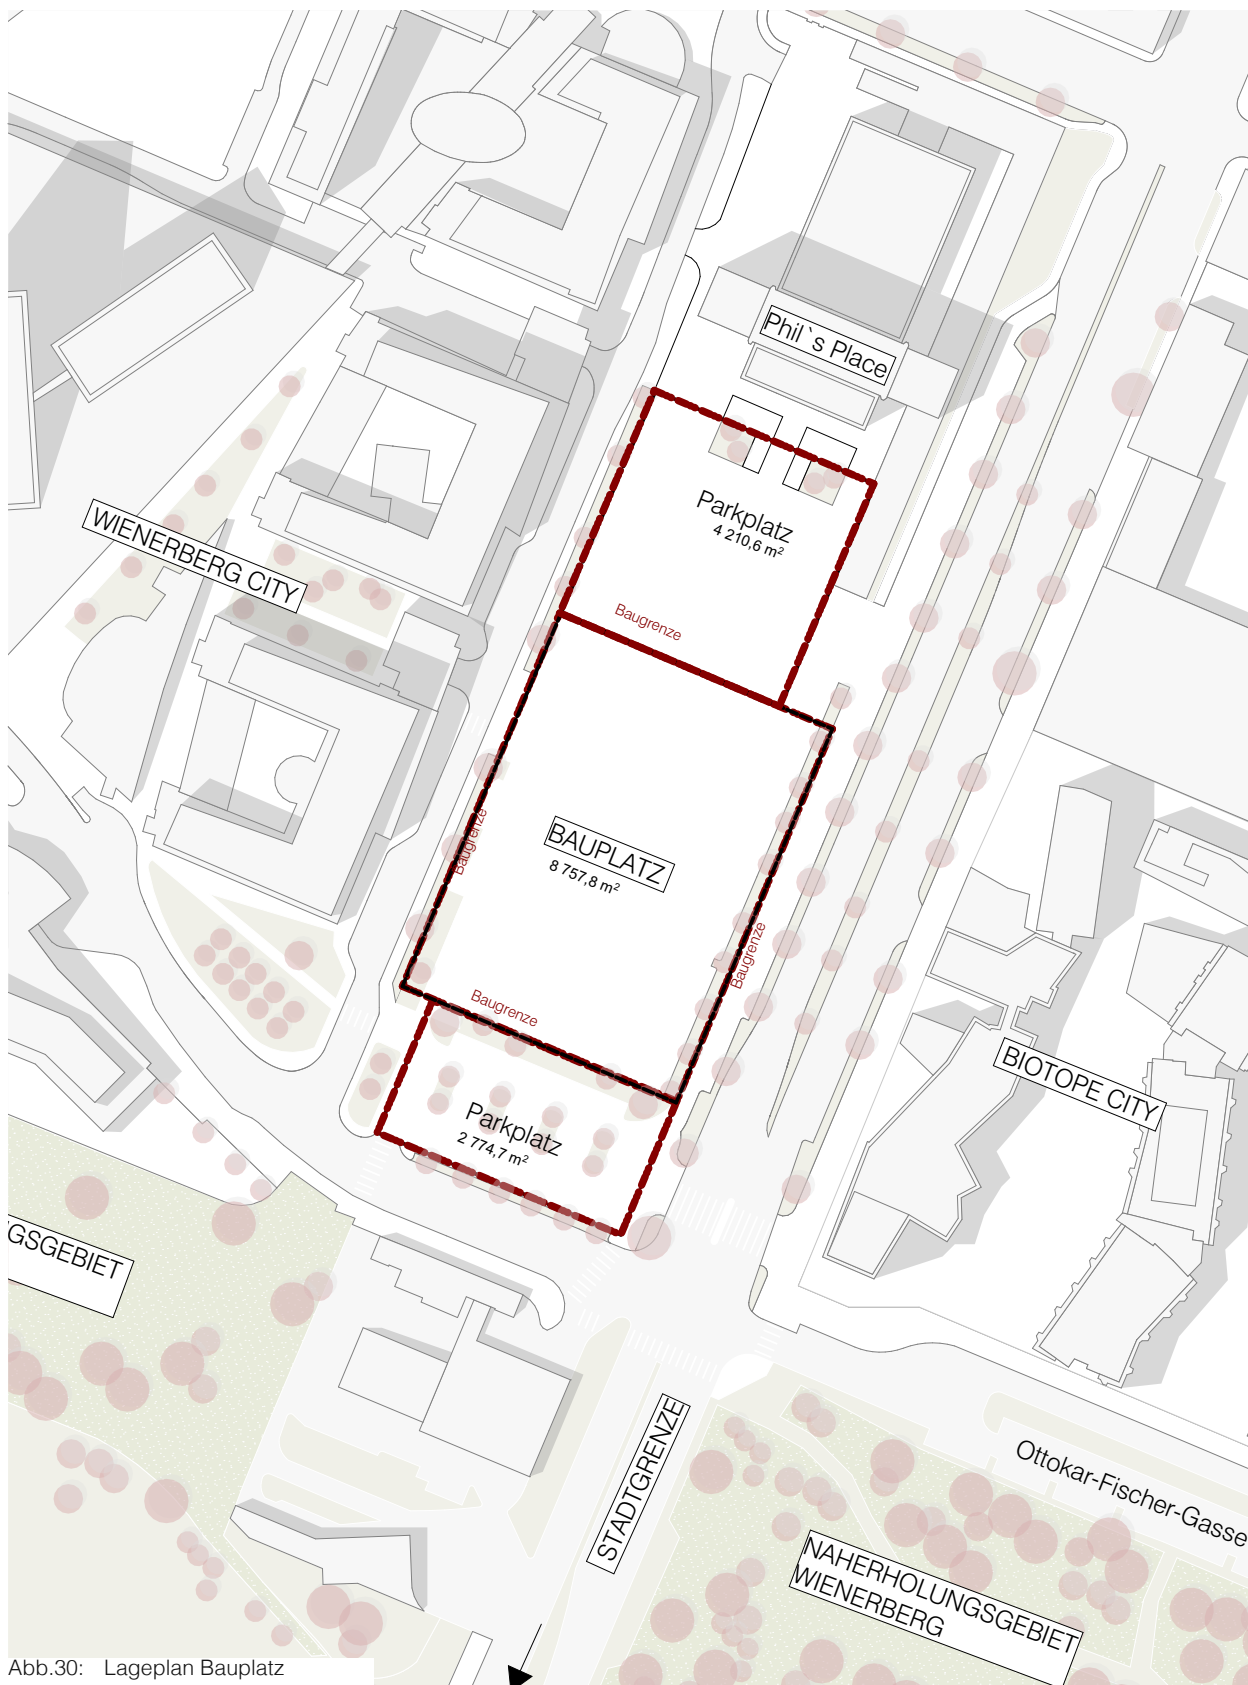 Phil`s Place
Parkplatz
4 210,6 m²
WIENERBERG CITY
Baugrenze
Baugrenze
BAUPLATZ
8 757,8 m²
Baugrenze
Baugrenze
BIOTOPE CITY
Parkplatz
2 774,7 m²
GSGEBIET
STADTGRENZE
Ottokar-Fischer-Gasse
NAHERHOLUNGSGEBIET
WIENERBERG
Abb.30: Lageplan Bauplatz